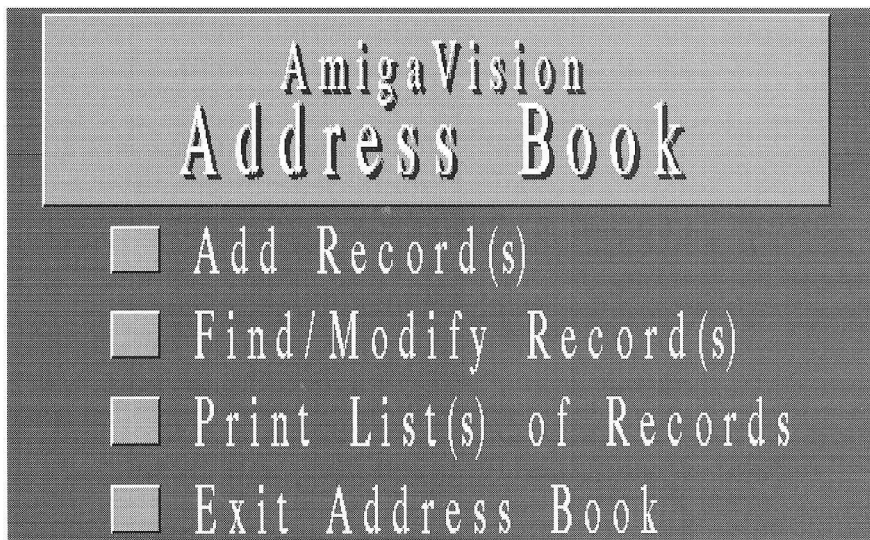 AmigaVision
Address Book
Add Record(s)
Find/Modify Record(s)
Print List(s) of Records
Exit Address Book